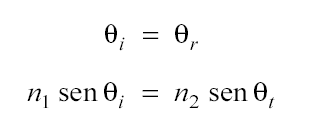 θi = θr
n1 sen θi = n2 sen θt